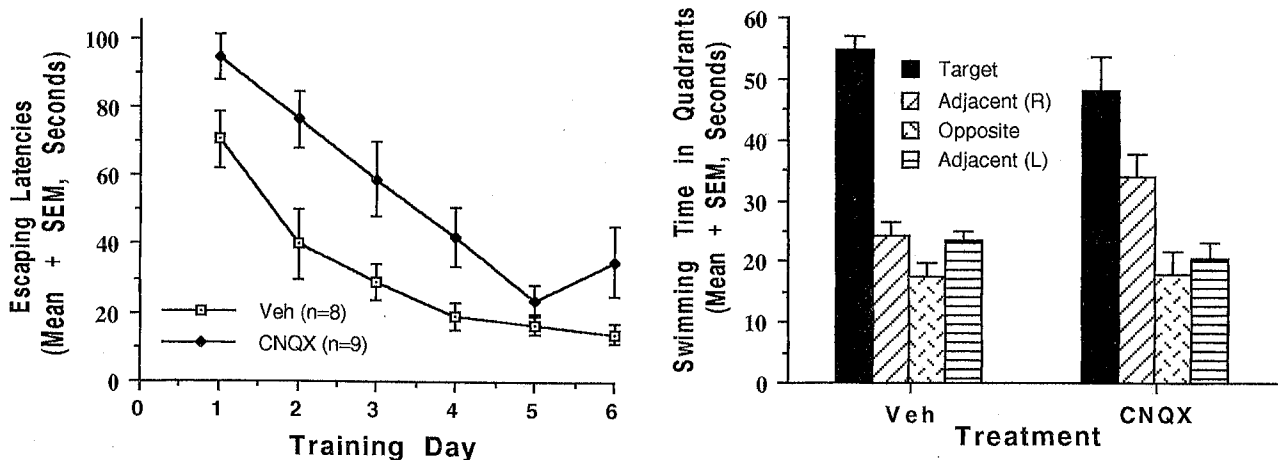 Escaping Latencies
(Mean + SEM, Seconds)
100
80
60
40
20
0
Veh (n=8)
CNQX (n=9)
0 1 2 3 4 5 6
Training Day
Swimming Time in Quadrants
(Mean + SEM, Seconds)
60
50
40
30
20
10
0
Target
Adjacent (R)
Opposite
Adjacent (L)
Veh CNQX
Treatment